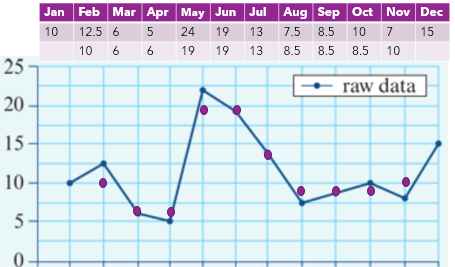 Jan Feb Mar Apr May Jun Jul Aug Sep Oct Nov Dec
10 12.5 6 5 24 19 13 7.5 8.5 10 7 15
10 6 6 19 19 13 8.5 8.5 8.5 10
25
raw data
20
15
10
5
0